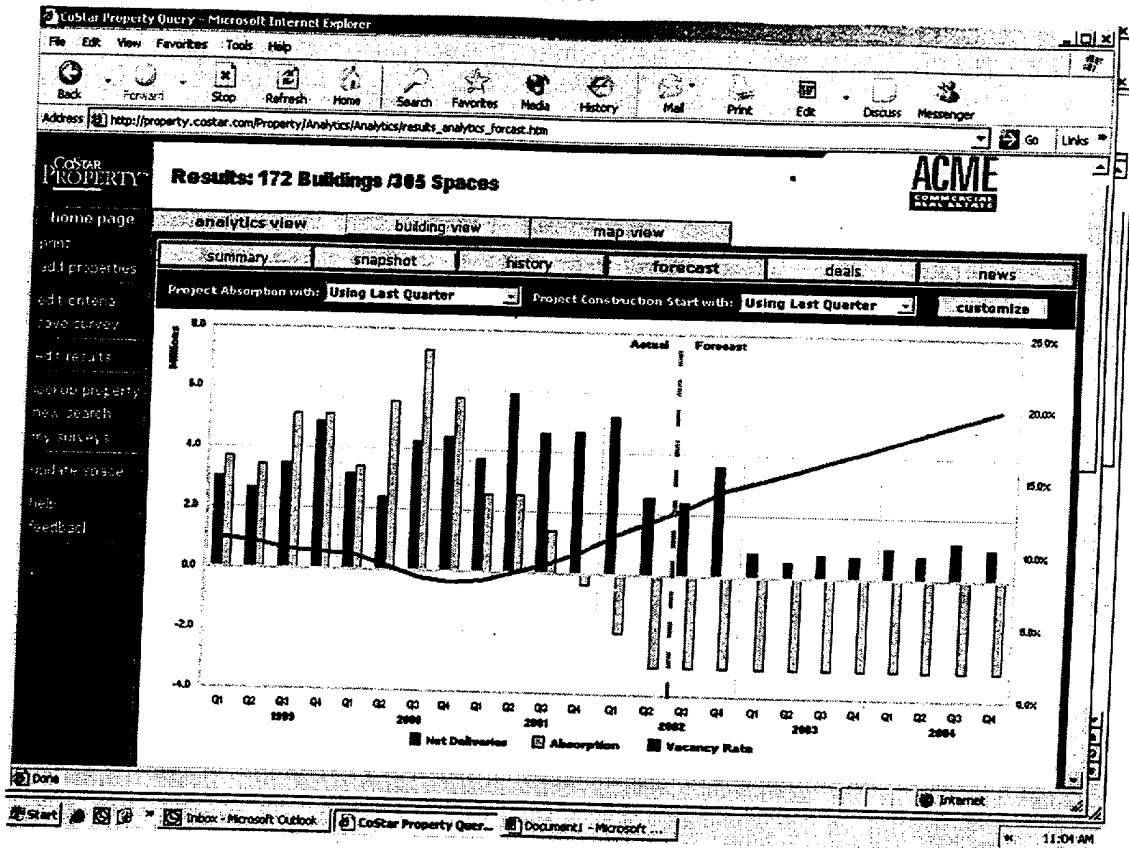 CoStar Property Query - Microsoft Internet Explorer
File Edit View Favorites Tools Help
Back Forward Stop Refresh Home Search Favorites Media History Mail Print Edit Discuss Messenger
Address http://property.costar.com/Property/Analytics/Analytics/results_analytics_forcast.htm Go Links »
COSTAR
PROPERTY
Results: 172 Buildings /385 Spaces
ACME
COMMERCIAL
REAL ESTATE
home page
print
add properties
edit criteria
save survey
edit results
lookup property
new search
my surveys
update space
help
feedback
analytics view building view map view
summary snapshot history forecast deals news
Project Absorption with: Using Last Quarter Project Construction Start with: Using Last Quarter customize
Millions
8.0
6.0
4.0
2.0
0.0
-2.0
-4.0
Actual Forecast
25.0%
20.0%
15.0%
10.0%
5.0%
0.0%
Q1 Q2 Q3 Q4 Q1 Q2 Q3 Q4 Q1 Q2 Q3 Q4 Q1 Q2 Q3 Q4 Q1 Q2 Q3 Q4 Q1 Q2 Q3 Q4
1999 2000 2001 2002 2003 2004
Net Deliveries Absorption Vacancy Rate
Done Internet
Start » Inbox - Microsoft Outlook CoStar Property Quer... Document1 - Microsoft ... « 11:04 AM